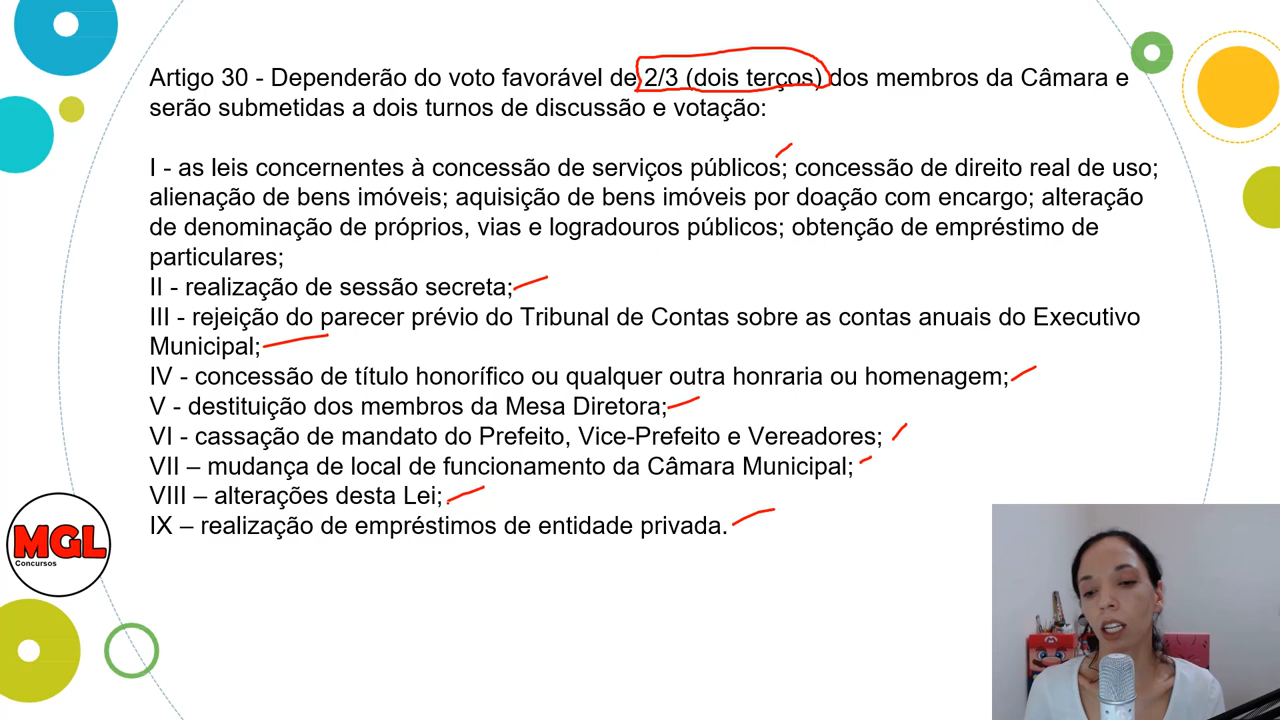 Artigo 30 - Dependerão do voto favorável de 2/3 (dois terços) dos membros da Câmara e
serão submetidas a dois turnos de discussão e votação:
I - as leis concernentes à concessão de serviços públicos; concessão de direito real de uso;
alienação de bens imóveis; aquisição de bens imóveis por doação com encargo; alteração
de denominação de próprios, vias e logradouros públicos; obtenção de empréstimo de
particulares;
II - realização de sessão secreta;
III - rejeição do parecer prévio do Tribunal de Contas sobre as contas anuais do Executivo
Municipal;
IV - concessão de título honorífico ou qualquer outra honraria ou homenagem;
V - destituição dos membros da Mesa Diretora;
VI - cassação de mandato do Prefeito, Vice-Prefeito e Vereadores;
VII – mudança de local de funcionamento da Câmara Municipal;
VIII – alterações desta Lei;
IX – realização de empréstimos de entidade privada.
MGL
Concursos